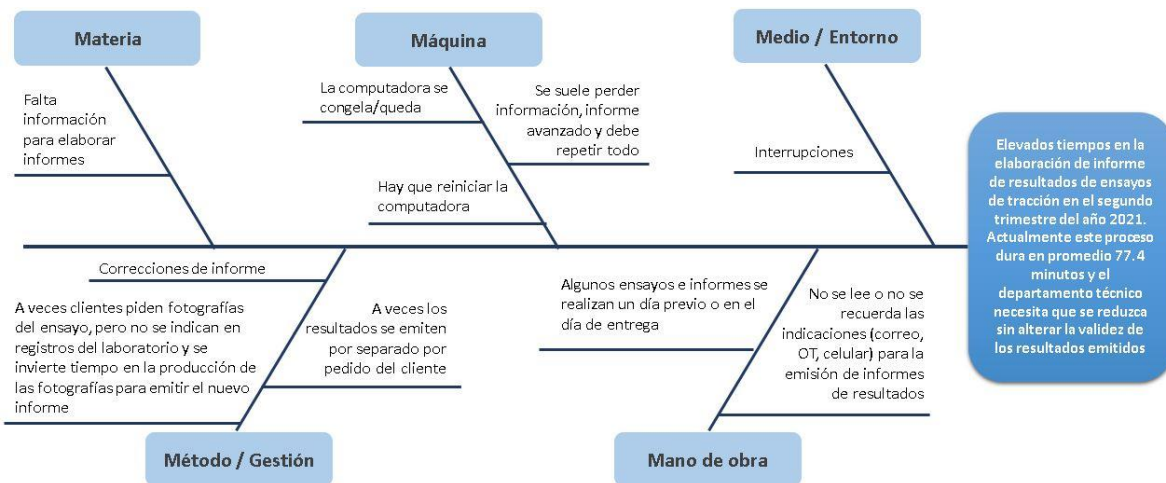 Materia
Máquina
Medio / Entorno
Falta
información
para elaborar
informes
La computadora se
congela/queda
Se suele perder
información, informe
avanzado y debe
repetir todo
Hay que reiniciar la
computadora
Interrupciones
Elevados tiempos en la
elaboración de informe
de resultados de ensayos
de tracción en el segundo
trimestre del año 2021.
Actualmente este proceso
dura en promedio 77.4
minutos y el
departamento técnico
necesita que se reduzca
sin alterar la validez de
los resultados emitidos
Correcciones de informe
A veces clientes piden fotografías
del ensayo, pero no se indican en
registros del laboratorio y se
invierte tiempo en la producción de
las fotografías para emitir el nuevo
informe
A veces los
resultados se emiten
por separado por
pedido del cliente
Algunos ensayos e informes se
realizan un día previo o en el
día de entrega
No se lee o no se
recuerda las
indicaciones (correo,
OT, celular) para la
emisión de informes
de resultados
Método / Gestión
Mano de obra